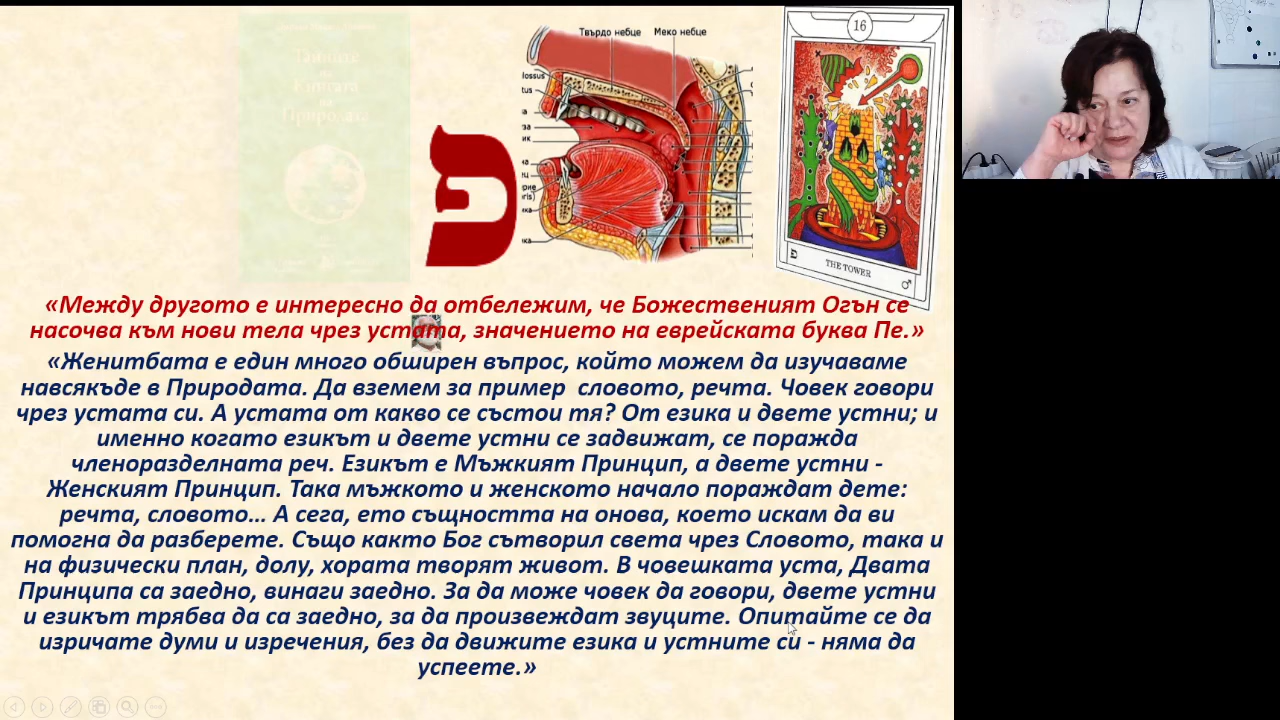 Тайните
на
Книгата
на
Природата
Твърдо небце Меко небце
פ
16
THE TOWER
פ
♂
«Между другото е интересно да отбележим, че Божественият Огън се
насочва към нови тела чрез устата, значението на еврейската буква Пе.»
«Женитбата е един много обширен въпрос, който можем да изучаваме
навсякъде в Природата. Да вземем за пример словото, речта. Човек говори
чрез устата си. А устата от какво се състои тя? От езика и двете устни; и
именно когато езикът и двете устни се задвижат, се поражда
членоразделната реч. Езикът е Мъжкият Принцип, а двете устни -
Женският Принцип. Така мъжкото и женското начало пораждат дете:
речта, словото... А сега, ето същността на онова, което искам да ви
помогна да разберете. Също както Бог сътворил света чрез Словото, така и
на физически план, долу, хората творят живот. В човешката уста, Двата
Принципа са заедно, винаги заедно. За да може човек да говори, двете устни
и езикът трябва да са заедно, за да произвеждат звуците. Опитайте се да
изричате думи и изречения, без да движите езика и устните си - няма да
успеете.»